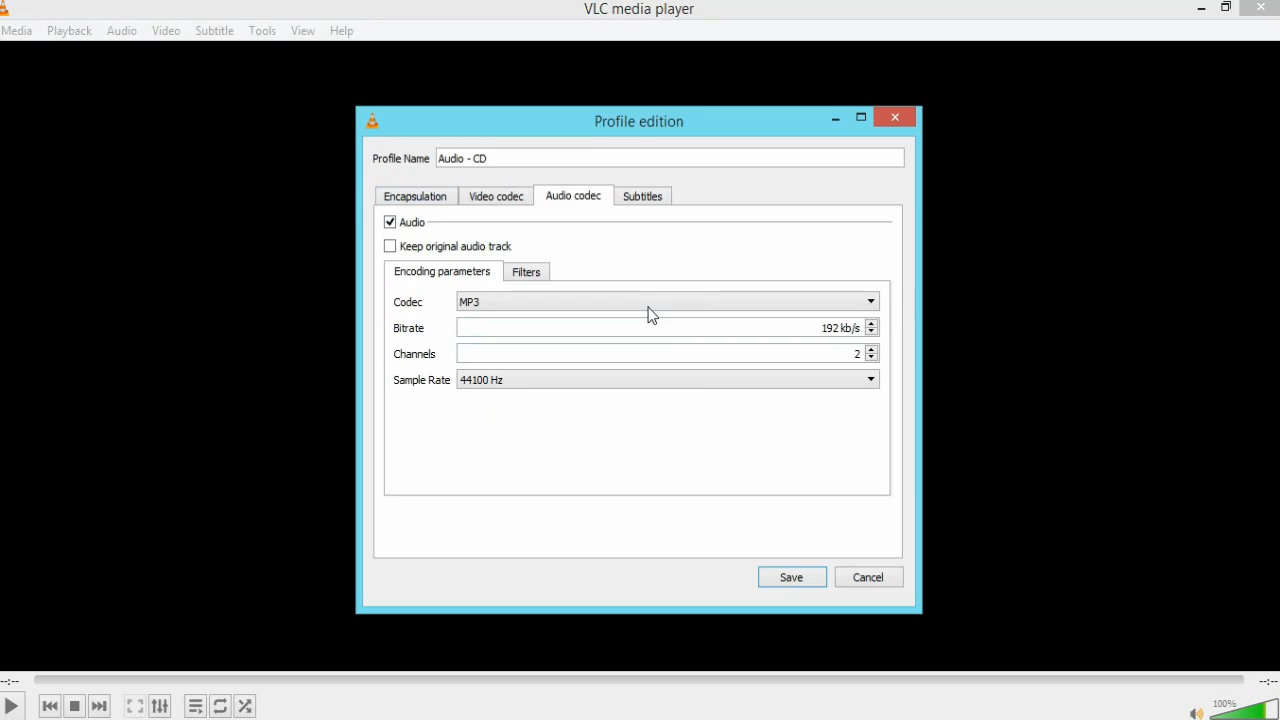 VLC media player
Media Playback Audio Video Subtitle Tools View Help
Profile edition
Profile Name Audio - CD
Encapsulation Video codec Audio codec Subtitles
Audio
Keep original audio track
Encoding parameters Filters
Codec MP3
Bitrate 192 kb/s
Channels 2
Sample Rate 44100 Hz
Save Cancel
--:-- --:--
100%